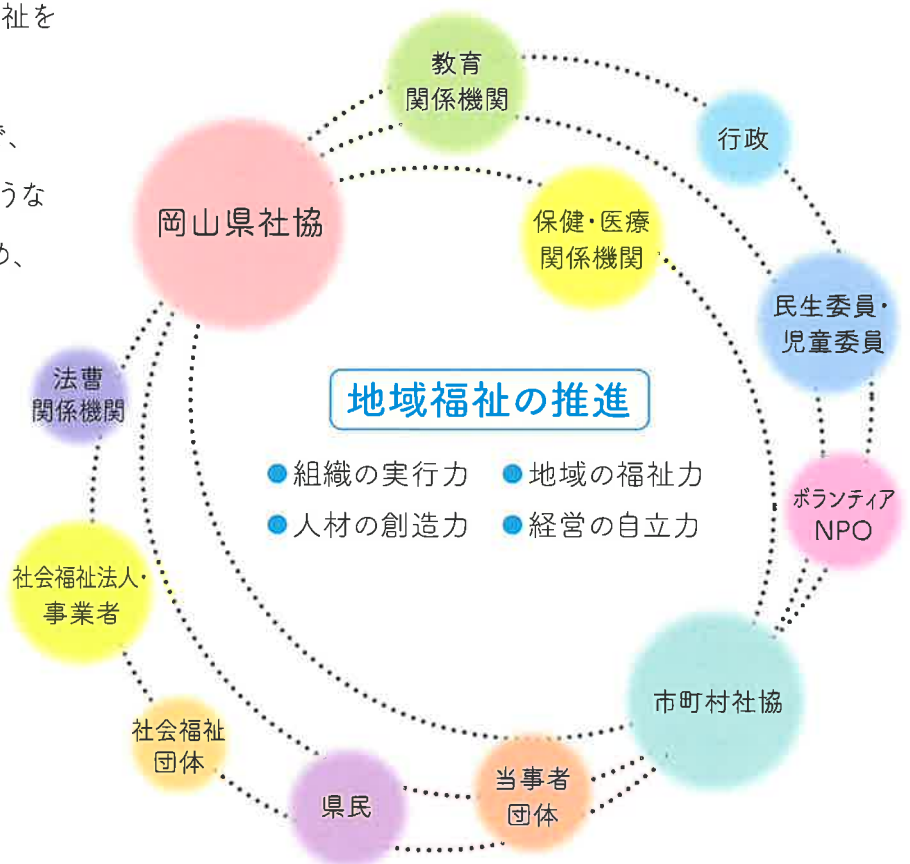 祉を
、
うな
め、
教育
関係機関
行政
岡山県社協
保健・医療
関係機関
民生委員・
児童委員
法曹
関係機関
地域福祉の推進
●組織の実行力
●地域の福祉力
●人材の創造力
●経営の自立力
ボランティア
NPO
社会福祉法人・
事業者
市町村社協
社会福祉
団体
当事者
団体
県民